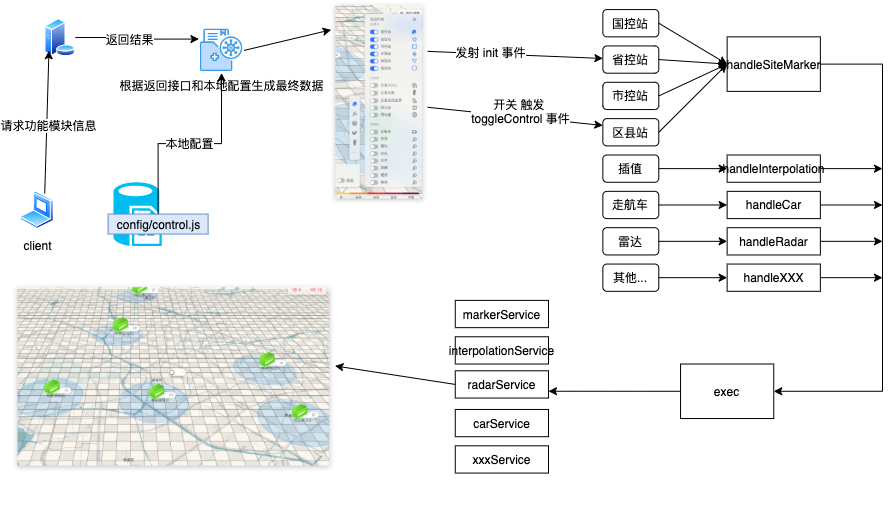 返回结果
根据返回接口和本地配置生成最终数据
请求功能模块信息
本地配置
config/control.js
client
发射 init 事件
开关 触发
toggleControl 事件
国控站
省控站
市控站
区县站
插值
走航车
雷达
其他...
handleSiteMarker
handleInterpolation
handleCar
handleRadar
handleXXX
markerService
interpolationService
radarService
carService
xxxService
exec